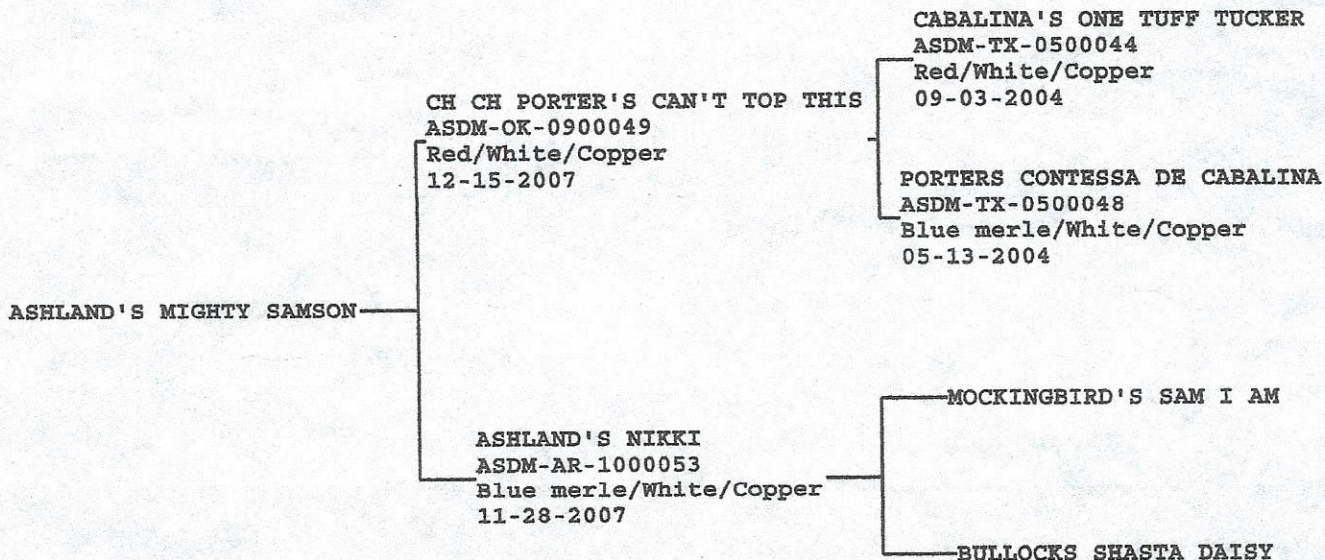 CABALINA'S ONE TUFF TUCKER
ASDM-TX-0500044
Red/White/Copper
09-03-2004
CH CH PORTER'S CAN'T TOP THIS
ASDM-OK-0900049
Red/White/Copper
12-15-2007
PORTERS CONTESSA DE CABALINA
ASDM-TX-0500048
Blue merle/White/Copper
05-13-2004
ASHLAND'S MIGHTY SAMSON
MOCKINGBIRD'S SAM I AM
ASHLAND'S NIKKI
ASDM-AR-1000053
Blue merle/White/Copper
11-28-2007
BULLOCKS SHASTA DAISY